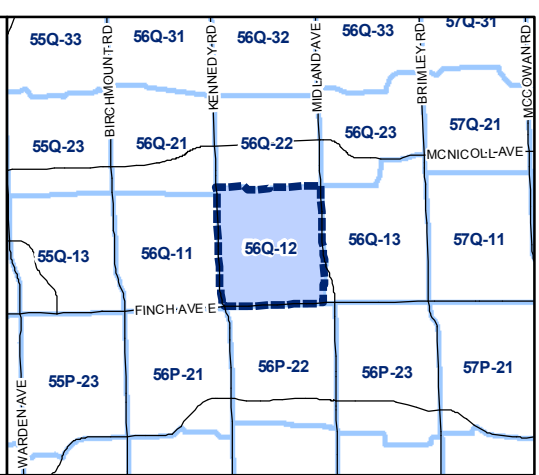 55Q-33
56Q-31
56Q-32
56Q-33
57Q-31
BIRCHMOUNT RD
KENNEDY RD
MIDLAND AVE
BRIMLEY RD
MCCOWAN RD
55Q-23
56Q-21
56Q-22
56Q-23
57Q-21
MCNICOLL AVE
55Q-13
56Q-11
56Q-12
56Q-13
57Q-11
FINCH AVE E
55P-23
56P-21
56P-22
56P-23
57P-21
WARDEN AVE